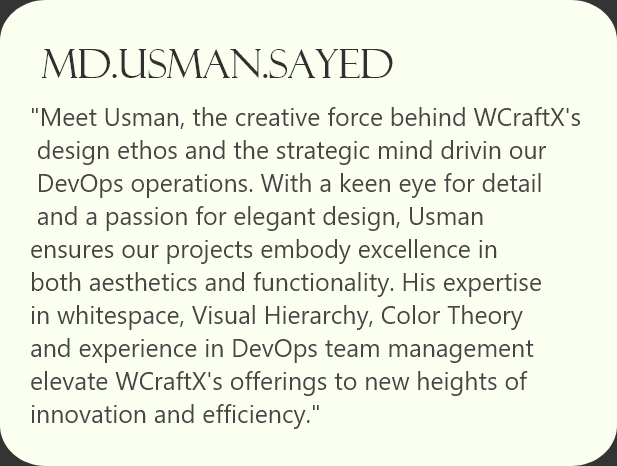 MD.USMAN.SAYED
"Meet Usman, the creative force behind WCraftX's
design ethos and the strategic mind drivin our
DevOps operations. With a keen eye for detail
and a passion for elegant design, Usman
ensures our projects embody excellence in
both aesthetics and functionality. His expertise
in whitespace, Visual Hierarchy, Color Theory
and experience in DevOps team management
elevate WCraftX's offerings to new heights of
innovation and efficiency."